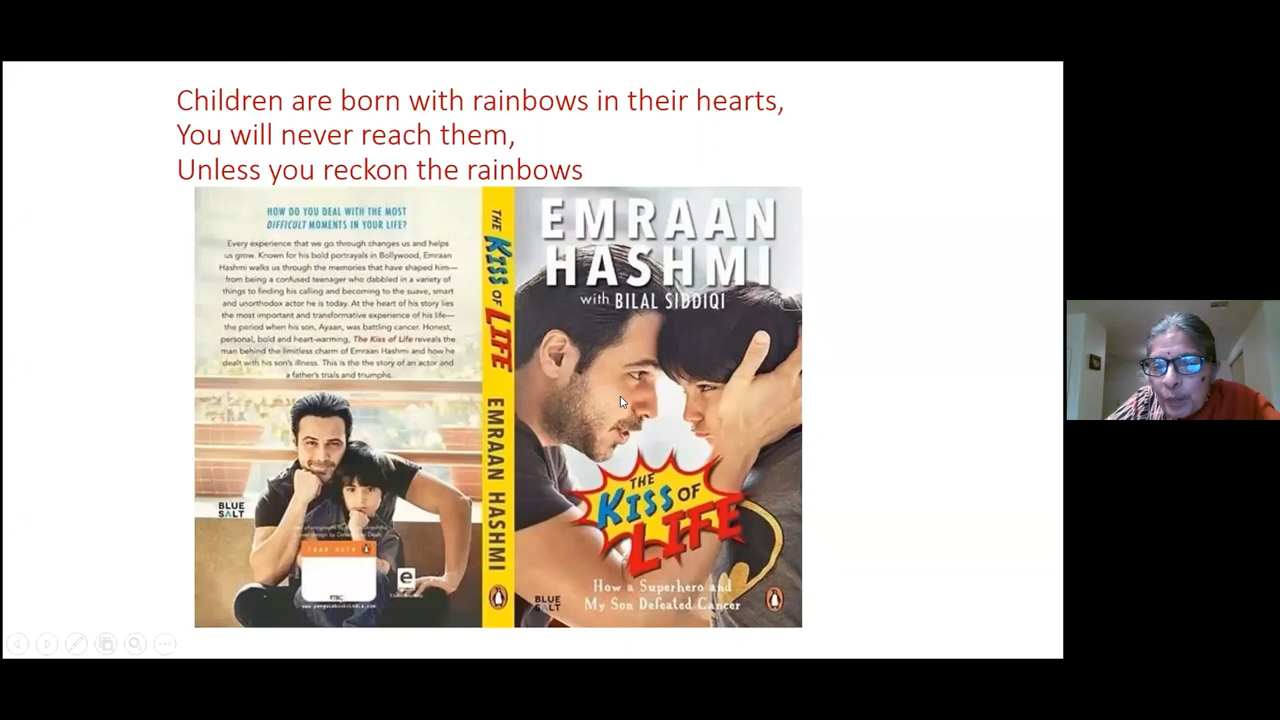 Children are born with rainbows in their hearts,
You will never reach them,
Unless you reckon the rainbows
HOW DO YOU DEAL WITH THE MOST
DIFFICULT MOMENTS IN YOUR LIFE?
Every experience that we go through changes us and helps
us grow. Known for his bold portrayals in Bollywood, Emraan
Hashmi walks us through the memories that have shaped him—
from being a confused teenager who dabbled in a variety of
things to finding his calling and becoming to the suave, smart
and unorthodox actor he is today. At the heart of his story lies
the most important and transformative experience of his life—
the period when his son, Ayaan, was battling cancer. Honest,
personal, bold and heart-warming, The Kiss of Life reveals the
man behind the limitless charm of Emraan Hashmi and how he
dealt with his son's illness. This is the story of an actor and
a father's trials and triumphs.
BLUE
SALT
www.penguinbooksindia.com
e
THE KISS OF LIFE EMRAAN HASHMI
EMRAAN
HASHMI
with BILAL SIDDIQI
THE
KISS OF
LIFE
How a Superhero and
My Son Defeated Cancer
BLUE
SALT